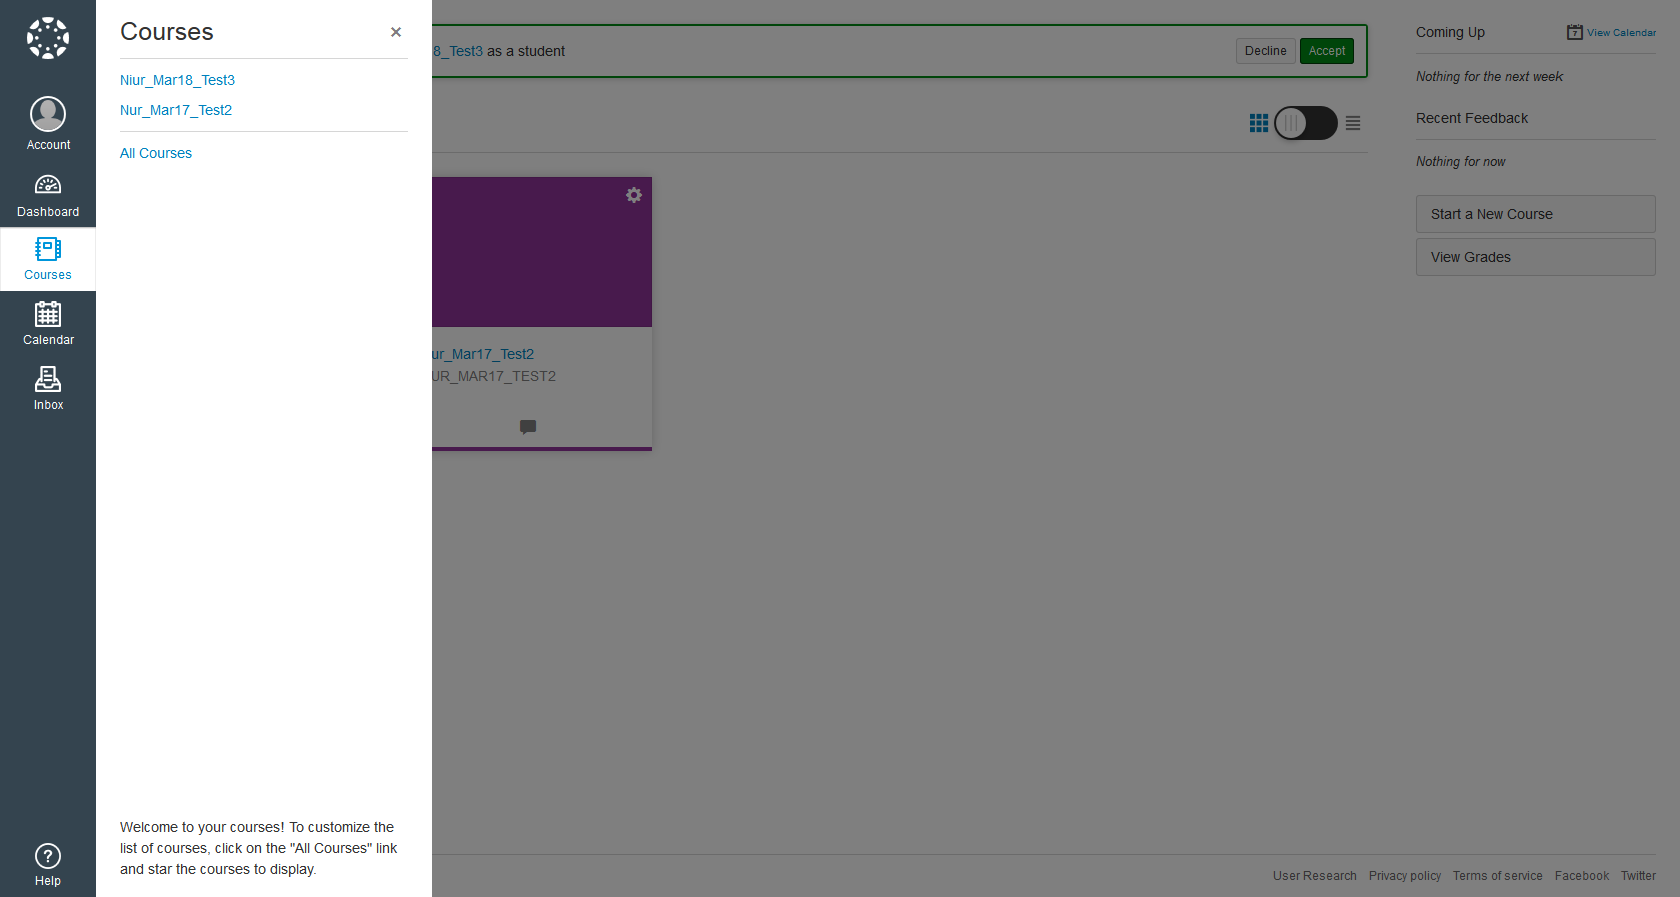 Account
Dashboard
Courses
Calendar
Inbox
Help
Courses
Niur_Mar18_Test3
Nur_Mar17_Test2
All Courses
Welcome to your courses! To customize the
list of courses, click on the "All Courses" link
and star the courses to display.
8_Test3 as a student
Decline
Accept
ur_Mar17_Test2
UR_MAR17_TEST2
Coming Up
7
View Calendar
Nothing for the next week
Recent Feedback
Nothing for now
Start a New Course
View Grades
User Research
Privacy policy
Terms of service
Facebook
Twitter